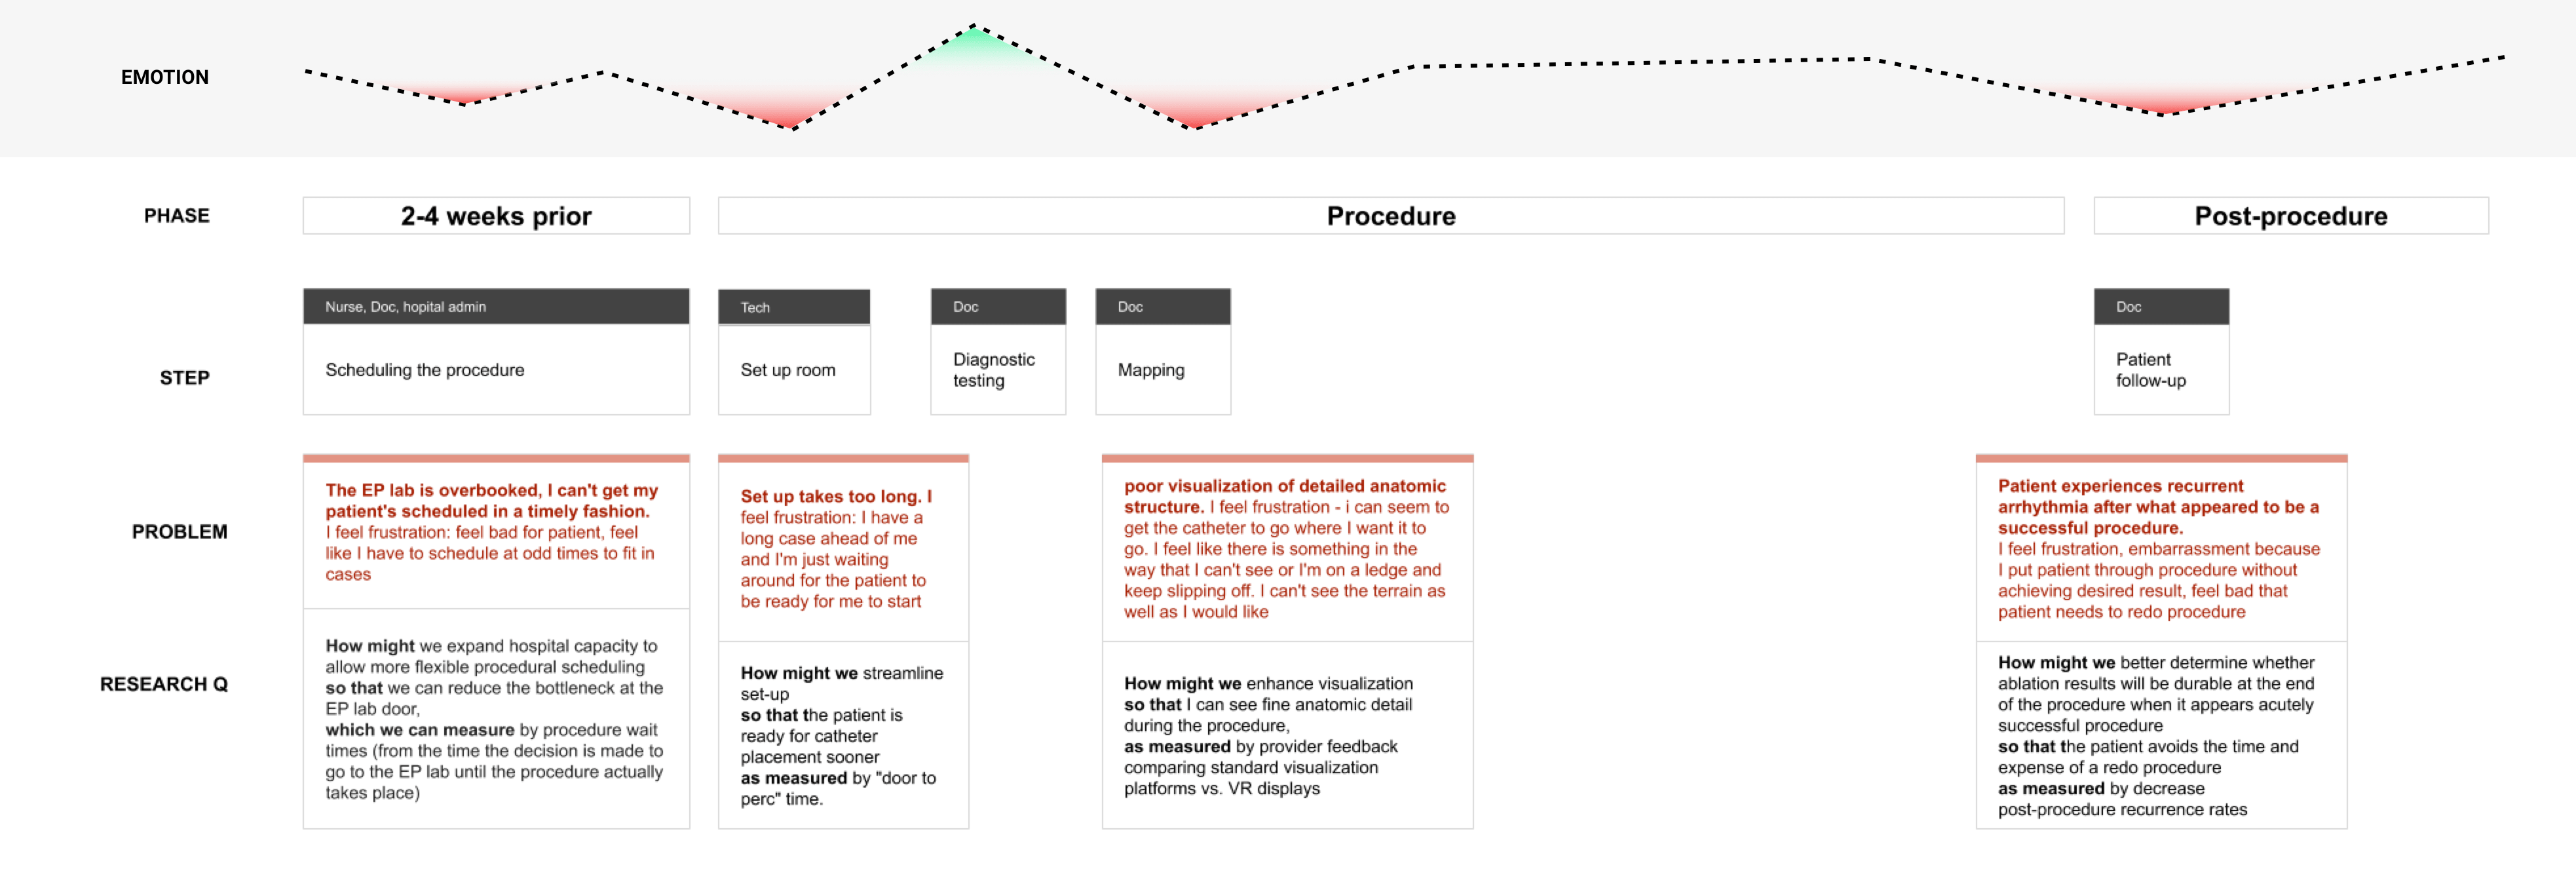 EMOTION
PHASE
2-4 weeks prior
Procedure
Post-procedure
STEP
Nurse, Doc, hopital admin
Scheduling the procedure
Tech
Set up room
Doc
Diagnostic
testing
Doc
Mapping
Doc
Patient
follow-up
PROBLEM
The EP lab is overbooked, I can't get my
patient's scheduled in a timely fashion.
I feel frustration: feel bad for patient, feel
like I have to schedule at odd times to fit in
cases
Set up takes too long. I
feel frustration: I have a
long case ahead of me
and I'm just waiting
around for the patient to
be ready for me to start
poor visualization of detailed anatomic
structure. I feel frustration - i can seem to
get the catheter to go where I want it to
go. I feel like there is something in the
way that I can't see or I'm on a ledge and
keep slipping off. I can't see the terrain as
well as I would like
Patient experiences recurrent
arrhythmia after what appeared to be a
successful procedure.
I feel frustration, embarrassment because
I put patient through procedure without
achieving desired result, feel bad that
patient needs to redo procedure
RESEARCH Q
How might we expand hospital capacity to
allow more flexible procedural scheduling
so that we can reduce the bottleneck at the
EP lab door,
which we can measure by procedure wait
times (from the time the decision is made to
go to the EP lab until the procedure actually
takes place)
How might we streamline
set-up
so that the patient is
ready for catheter
placement sooner
as measured by "door to
perc" time.
How might we enhance visualization
so that I can see fine anatomic detail
during the procedure,
as measured by provider feedback
comparing standard visualization
platforms vs. VR displays
How might we better determine whether
ablation results will be durable at the end
of the procedure when it appears acutely
successful procedure
so that the patient avoids the time and
expense of a redo procedure
as measured by decrease
post-procedure recurrence rates